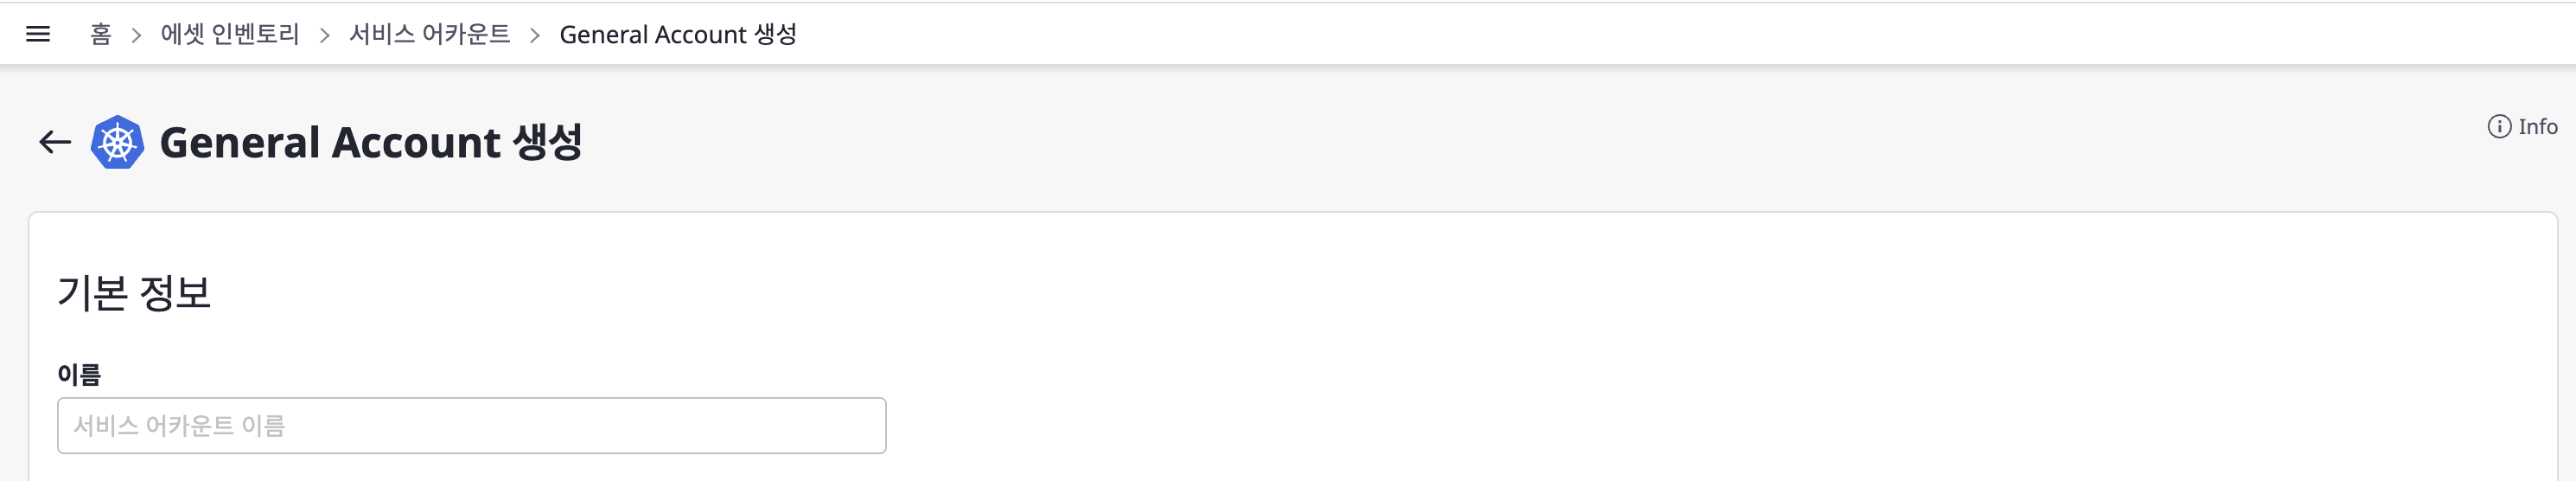 홈 > 에셋 인벤토리 > 서비스 어카운트 > General Account 생성
General Account 생성
Info
기본 정보
이름
서비스 어카운트 이름